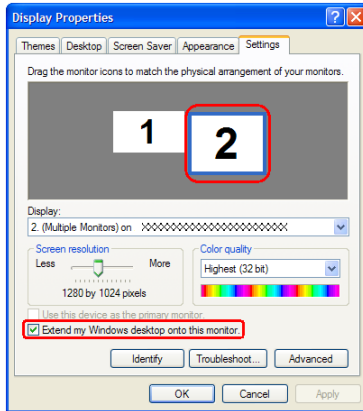 Display Properties
Themes Desktop Screen Saver Appearance Settings
Drag the monitor icons to match the physical arrangement of your monitors.
1 2
Display:
2. (Multiple Monitors) on XXXXXXXXXXXXXXXXXXXXXXX
Screen resolution Color quality
Less More Highest (32 bit)
1280 by 1024 pixels
Use this device as the primary monitor.
Extend my Windows desktop onto this monitor.
Identify Troubleshoot... Advanced
OK Cancel Apply